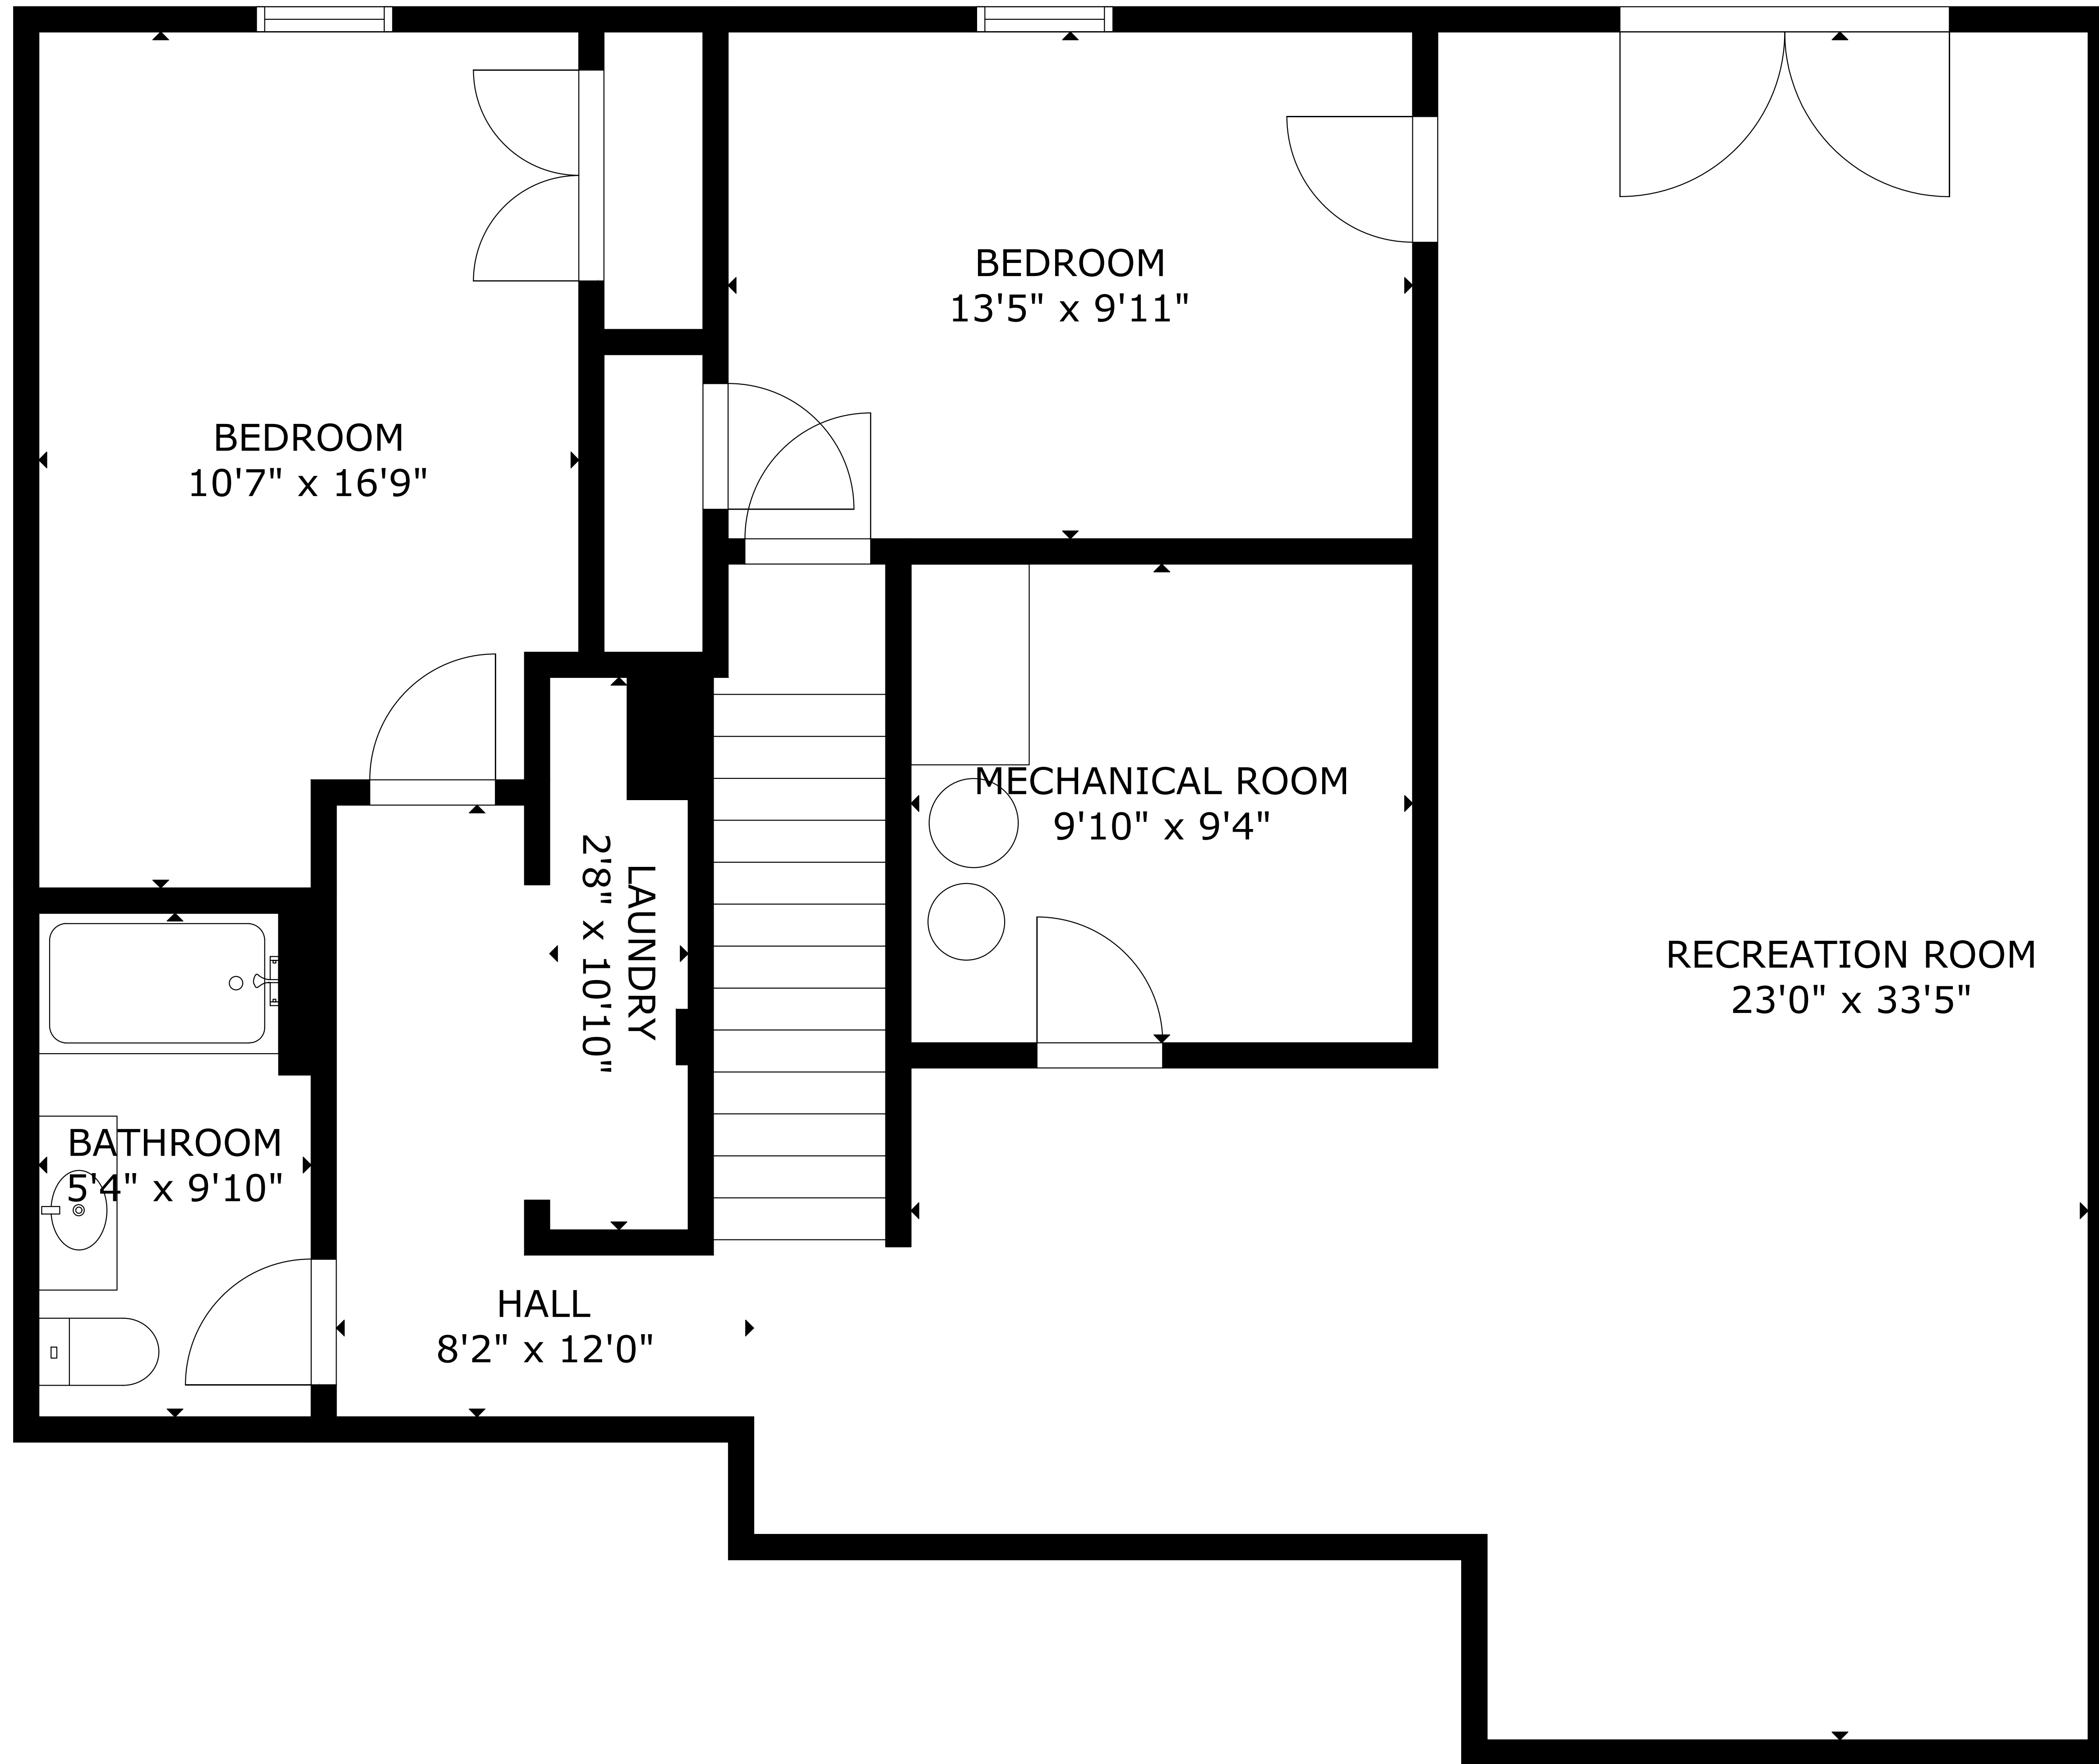 BEDROOM
13'5" x 9'11"
BEDROOM
10'7" x 16'9"
MECHANICAL ROOM
9'10" x 9'4"
LAUNDRY
2'8" x 10'10"
RECREATION ROOM
23'0" x 33'5"
BATHROOM
5'4" x 9'10"
HALL
8'2" x 12'0"